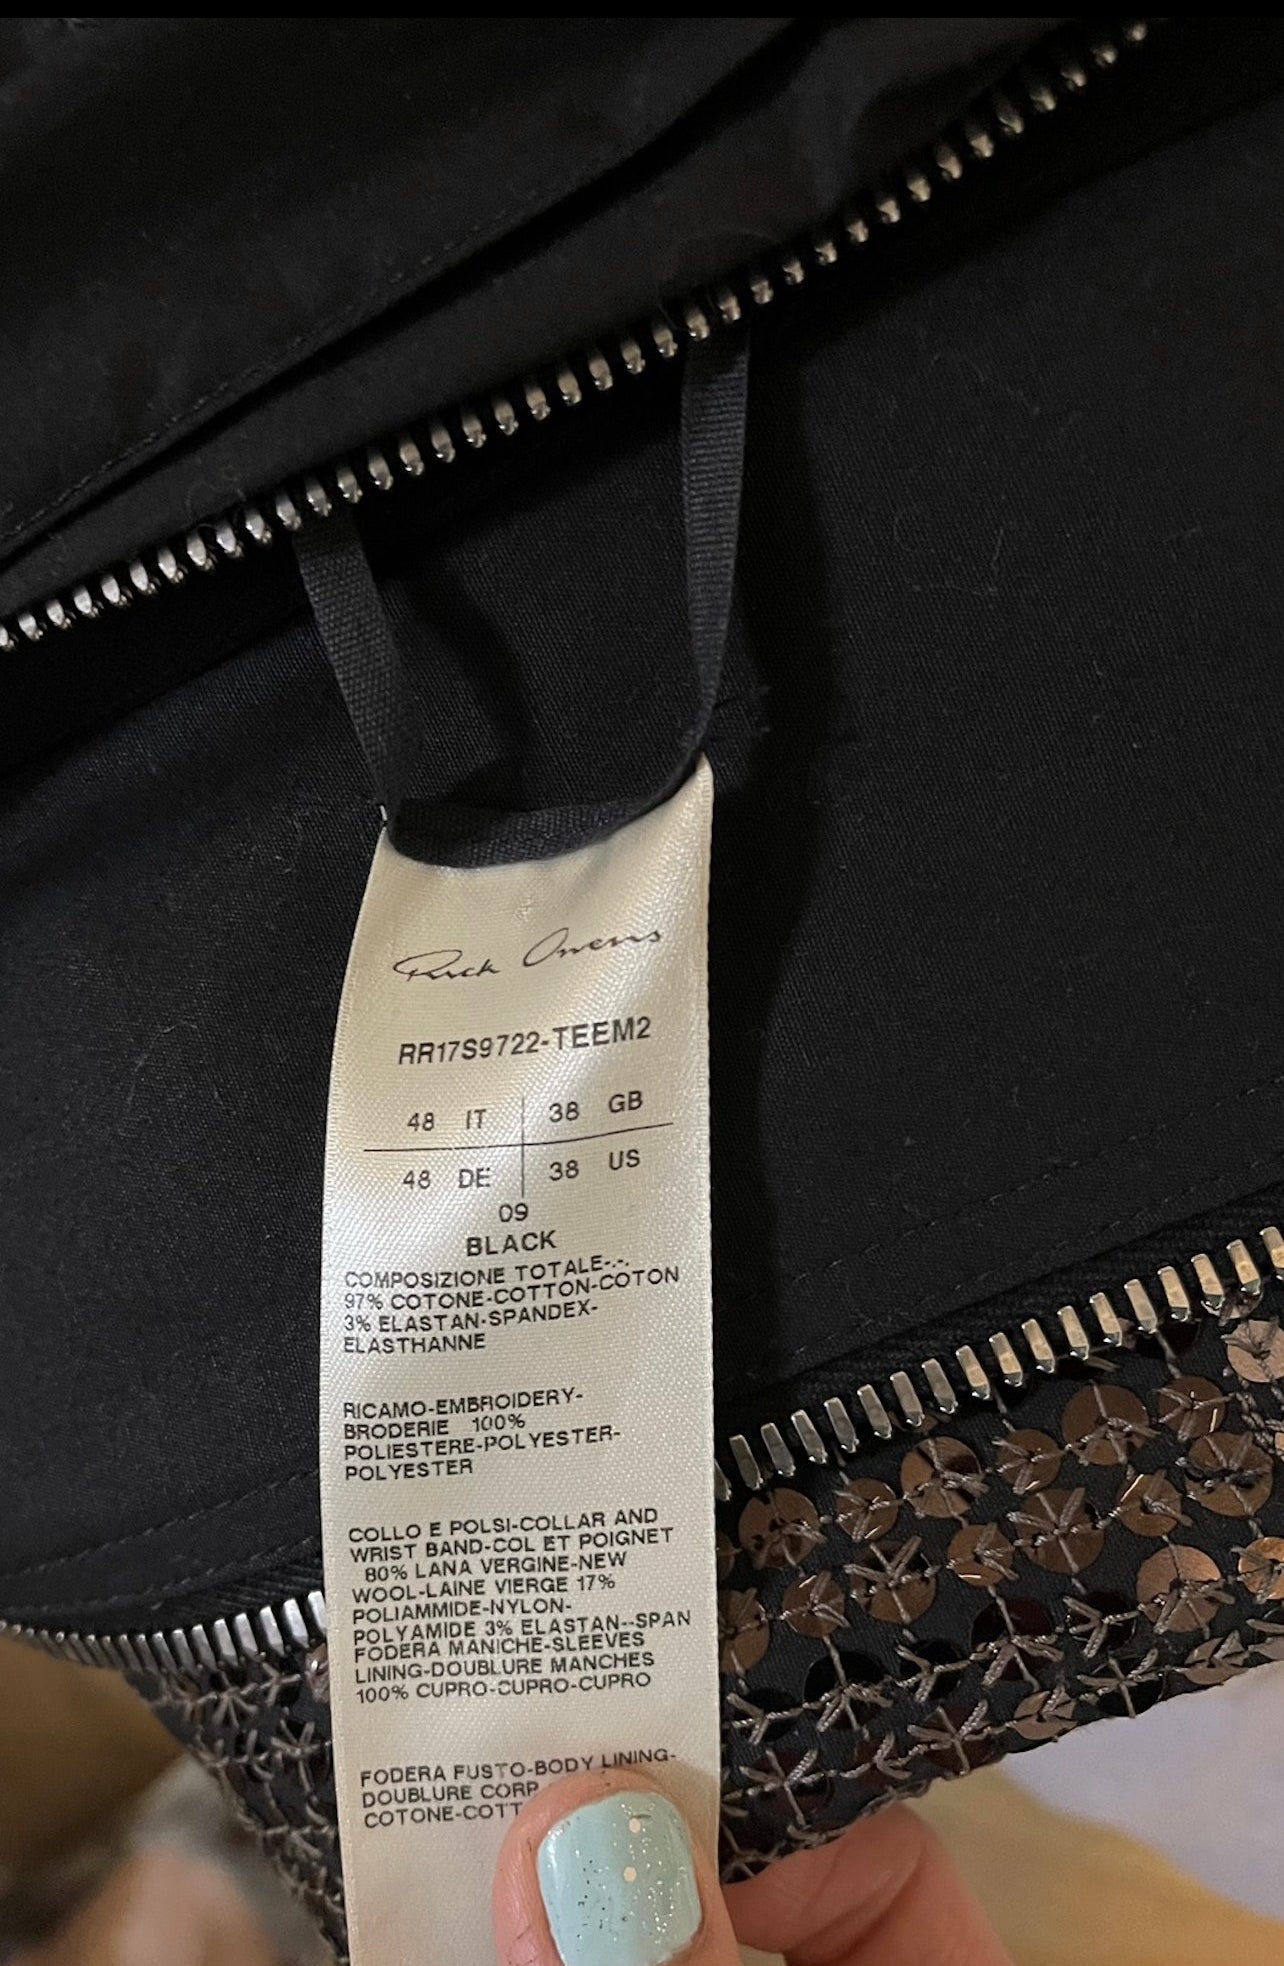 Rick Owens
RR17S9722-TEEM2
48 IT 38 GB
48 DE 38 US
09
BLACK
COMPOSIZIONE TOTALE-.-.
97% COTONE-COTTON-COTON
3% ELASTAN-SPANDEX-
ELASTHANNE
RICAMO-EMBROIDERY-
BRODERIE 100%
POLIESTERE-POLYESTER-
POLYESTER
COLLO E POLSI-COLLAR AND
WRIST BAND-COL ET POIGNET
80% LANA VERGINE-NEW
WOOL-LAINE VIERGE 17%
POLIAMMIDE-NYLON-
POLYAMIDE 3% ELASTAN--SPAN
FODERA MANICHE-SLEEVES
LINING-DOUBLURE MANCHES
100% CUPRO-CUPRO-CUPRO
FODERA FUSTO-BODY LINING-
DOUBLURE CORP
COTONE-COTT